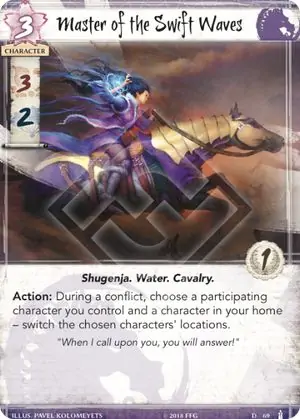 3 Master of the Swift Waves
CHARACTER
3
2
1
Shugenja. Water. Cavalry.
Action: During a conflict, choose a participating
character you control and a character in your home
– switch the chosen characters' locations.
"When I call upon you, you will answer!"
ILLUS. PAVEL KOLOMEYETS © 2018 FFG D 69